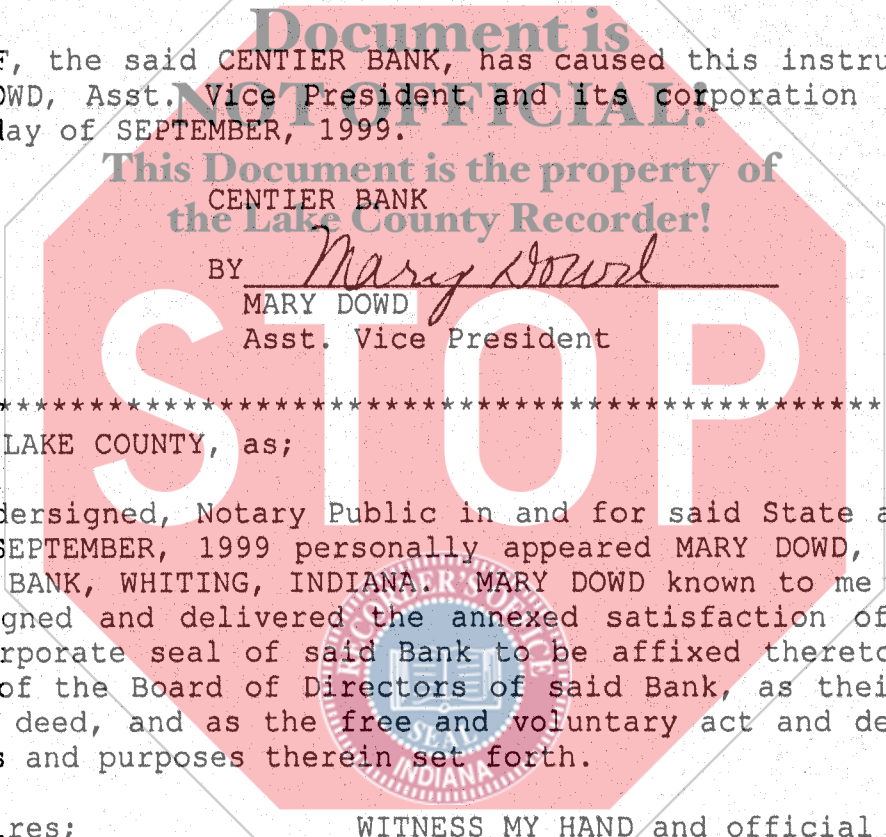 Document is
F, the said CENTIER BANK, has caused this instru
OWD, Asst. Vice President and its corporation
NOT OFFICIAL!
day of SEPTEMBER, 1999.
This Document is the property of
CENTIER BANK
the Lake County Recorder!
BY Mary Dowd
MARY DOWD
Asst. Vice President
STOP
************************************************
LAKE COUNTY, as;
dersigned, Notary Public in and for said State a
SEPTEMBER, 1999 personally appeared MARY DOWD,
BANK, WHITING, INDIANA. MARY DOWD known to me
gned and delivered the annexed satisfaction of
rporate seal of said Bank to be affixed thereto
of the Board of Directors of said Bank, as thei
deed, and as the free and voluntary act and de
s and purposes therein set forth.
RECORDER'S OFFICE
SEAL
INDIANA
ires;
WITNESS MY HAND and official